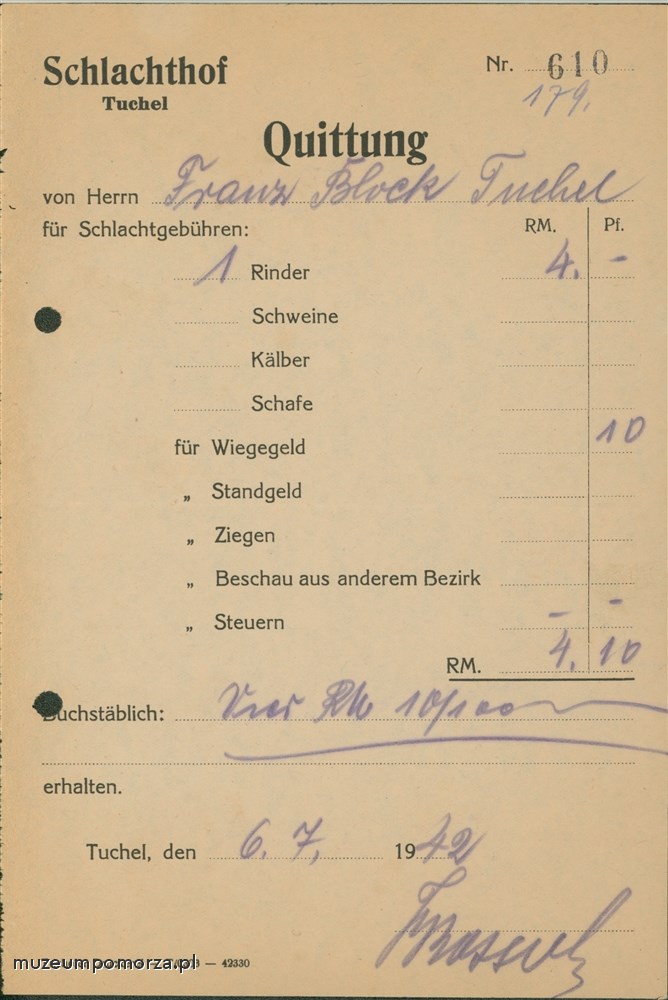 Schlachthof
Tuchel
Nr. 610
179.
Quittung
von Herrn Franz Block Tuchel
für Schlachtgebühren: RM. Pf.
1 Rinder 4. -
Schweine
Kälber
Schafe
für Wiegegeld 10
„ Standgeld
„ Ziegen
„ Beschau aus anderem Bezirk
„ Steuern - -
RM. 4. 10
Buchstäblich: Vier RM 10/100
erhalten.
Tuchel, den 6. 7. 1942
muzeumpomorza.pl — 42330